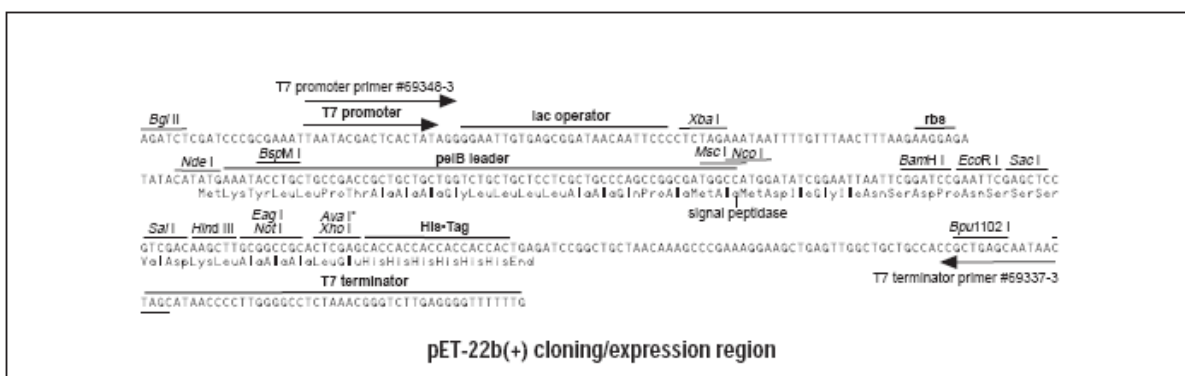 T7 promoter primer #69348-3
Bgl II T7 promoter lac operator Xba I rbs
AGATCTCGATCCCGCGAAATTAATACGACTCACTATAGGGGAATTGTGAGCGGATAACAATTCCCCTCTAGAAATAATTTTGTTTAACTTTAAGAAGGAGA
Nde I BspM I pelB leader Msc I Nco I BamH I EcoR I Sac I
TATACATATGAAATACCTGCTGCCGACCGCTGCTGCTGGTCTGCTGCTCCTCGCTGCCCAGCCGGCGATGGCCATGGATATCGGAATTAATTCGGATCCGAATTCGAGCTCC
MetLysTyrLeuLeuProThrAlaAlaAlaGlyLeuLeuLeuLeuAlaAlaGlnProAlaMetAlaMetAspIleGlyIleAsnSerAspProAsnSerSerSer
signal peptidase
Sal I Hind III Eag I Not I Ava I* Xho I His•Tag Bpu1102 I
GTCGACAAGCTTGCGGCCGCACTCGAGCACCACCACCACCACCACTGAGATCCGGCTGCTAACAAAGCCCGAAAGGAAGCTGAGTTGGCTGCTGCCACCGCTGAGCAATAAC
ValAspLysLeuAlaAlaAlaLeuGluHisHisHisHisHisHisEnd
T7 terminator T7 terminator primer #69337-3
TAGCATAACCCCTTGGGGCCTCTAAACGGGTCTTGAGGGGTTTTTTG
pET-22b(+) cloning/expression region